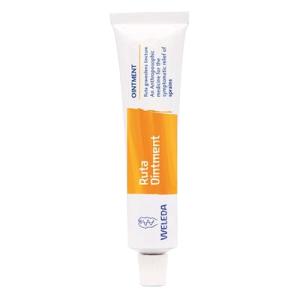 OINTMENT
Ruta graveolens tincture
An Anthroposophic
medicine for the
symptomatic relief of
sprains
Ruta
Ointment
WELEDA